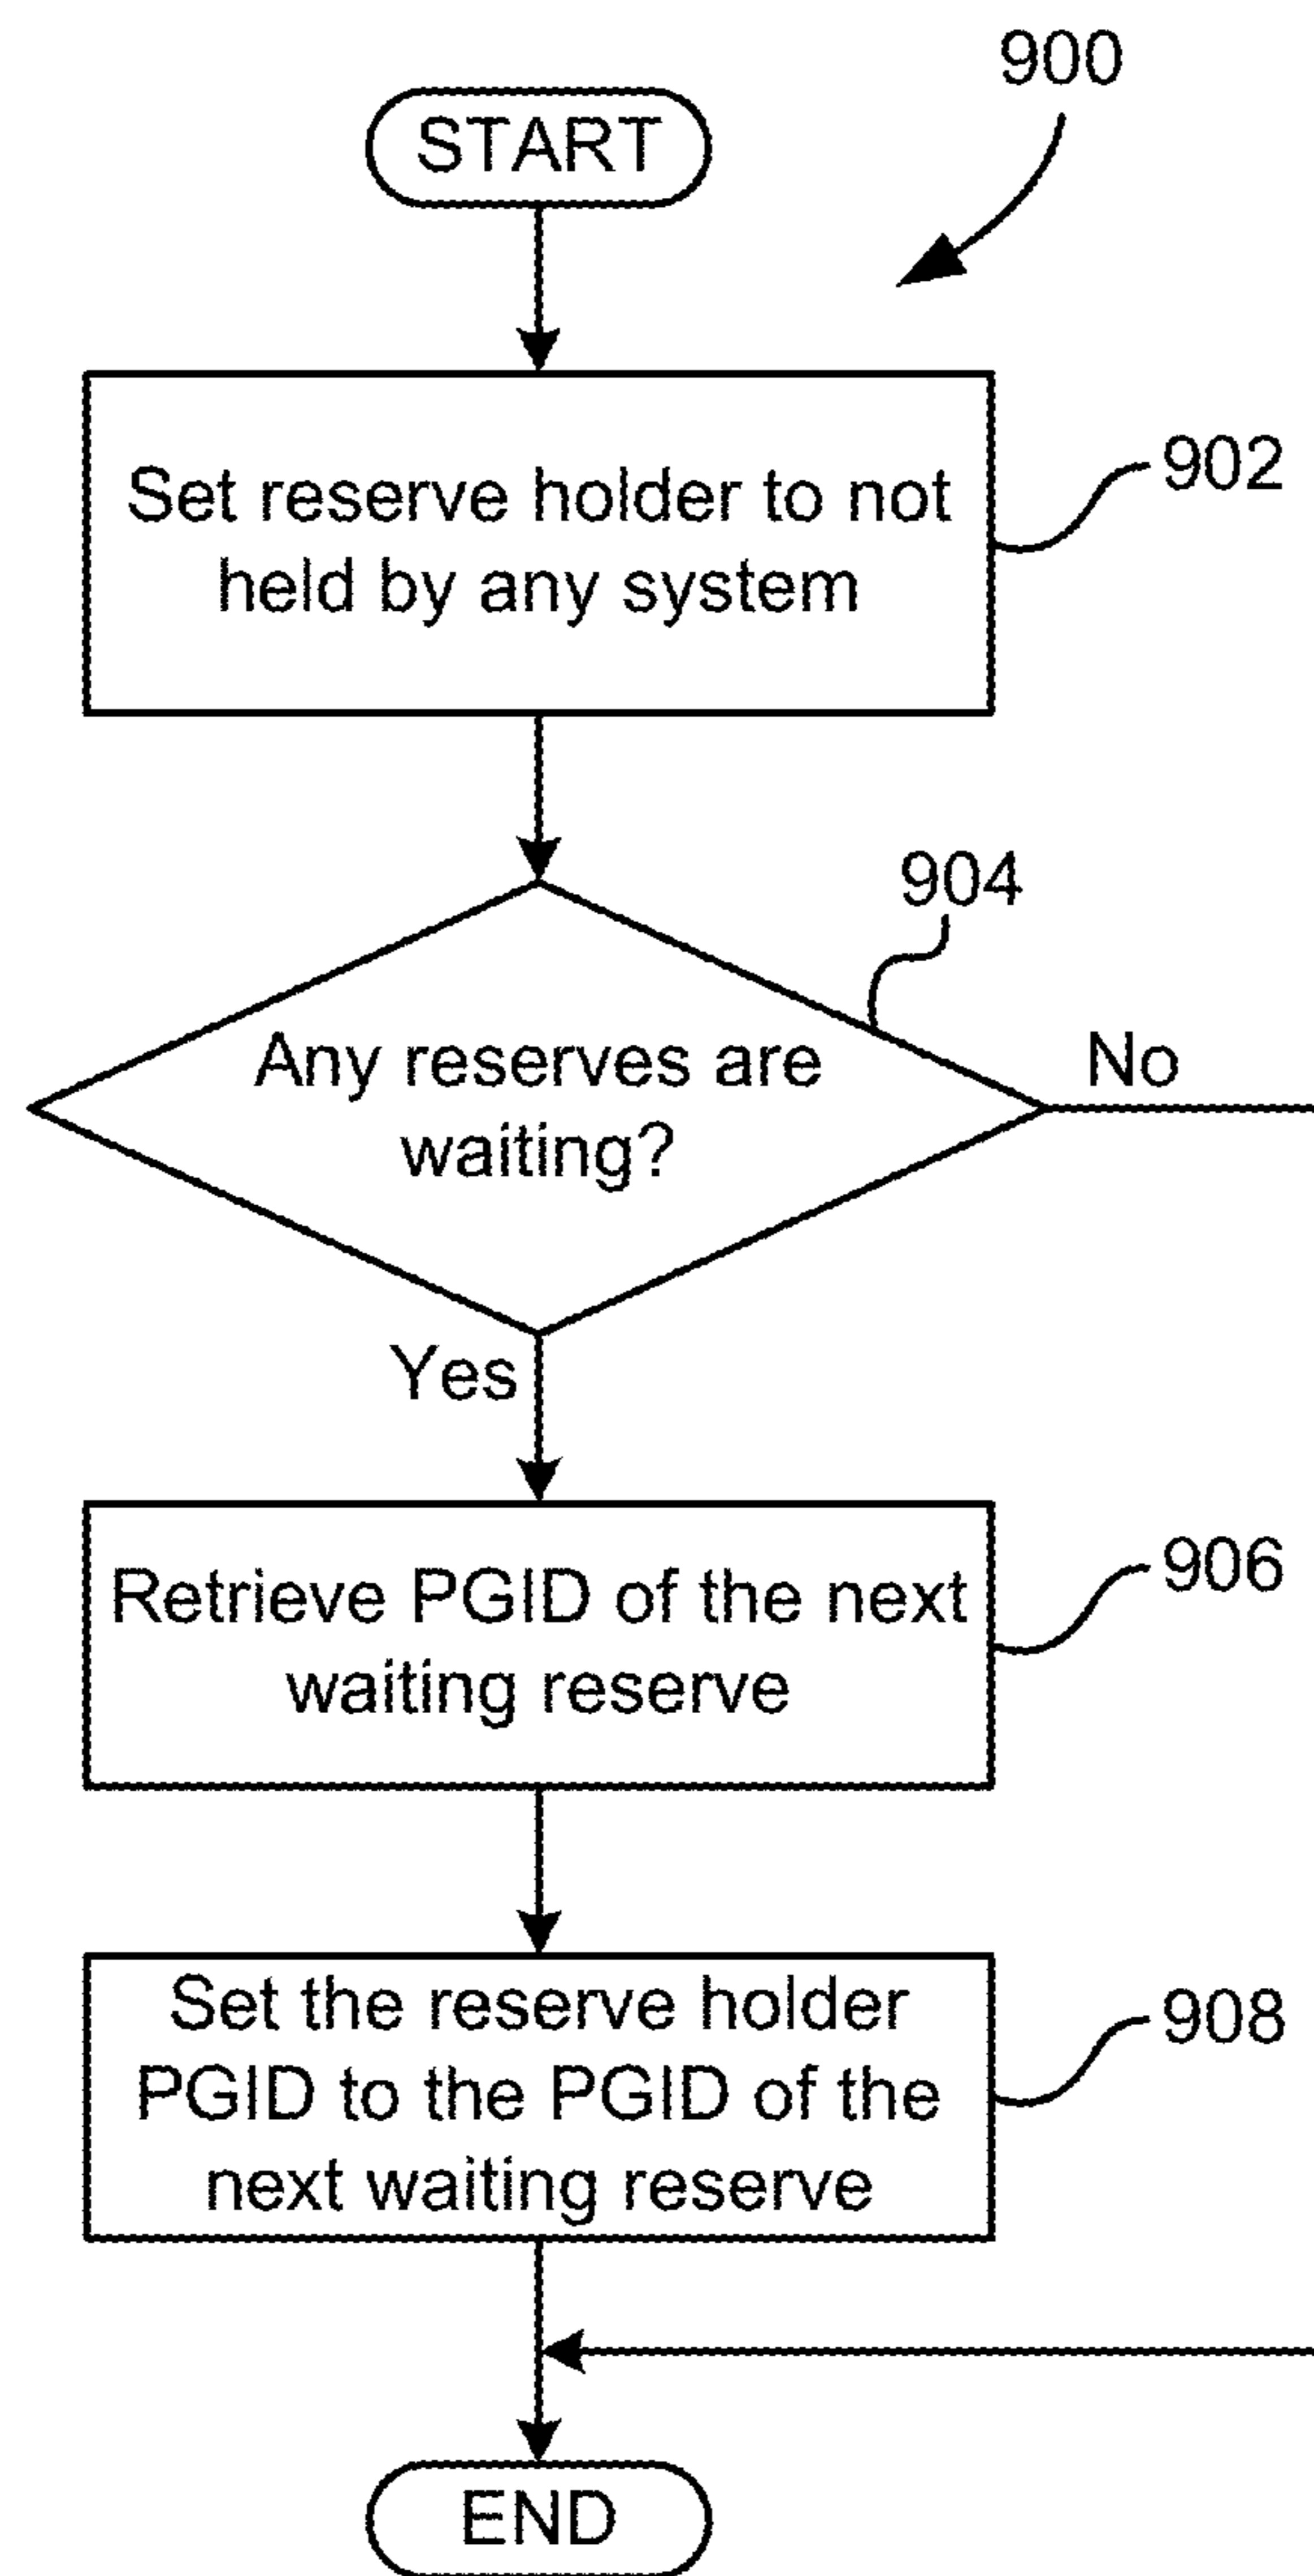 900
START
Set reserve holder to not
held by any system
902
904
Any reserves are
waiting?
No
Yes
Retrieve PGID of the next
waiting reserve
906
Set the reserve holder
PGID to the PGID of the
next waiting reserve
908
END